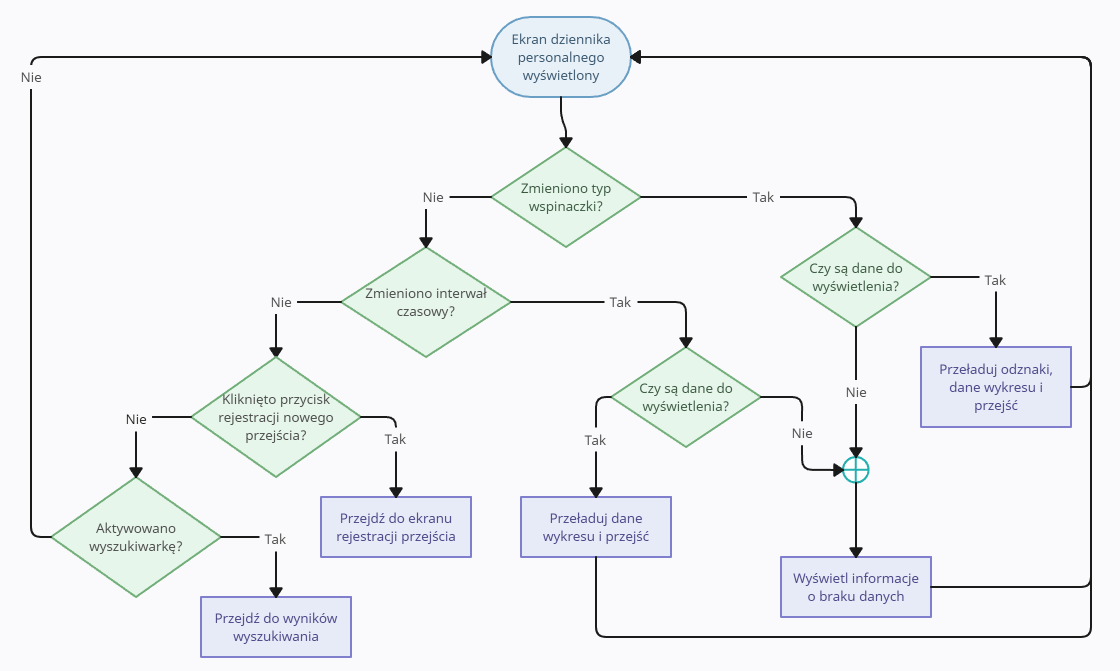 Ekran dziennika
personalnego
wyświetlony
Nie
Zmieniono typ
wspinaczki?
Nie
Tak
Czy są dane do
wyświetlenia?
Tak
Zmieniono interwał
czasowy?
Nie
Tak
Przeładuj odznaki,
dane wykresu i
przejść
Czy są dane do
wyświetlenia?
Nie
Kliknięto przycisk
rejestracji nowego
przejścia?
Nie
Tak
Tak
Nie
Aktywowano
wyszukiwarkę?
Tak
Przejdź do ekranu
rejestracji przejścia
Przeładuj dane
wykresu i przejść
Wyświetl informacje
o braku danych
Przejdź do wyników
wyszukiwania